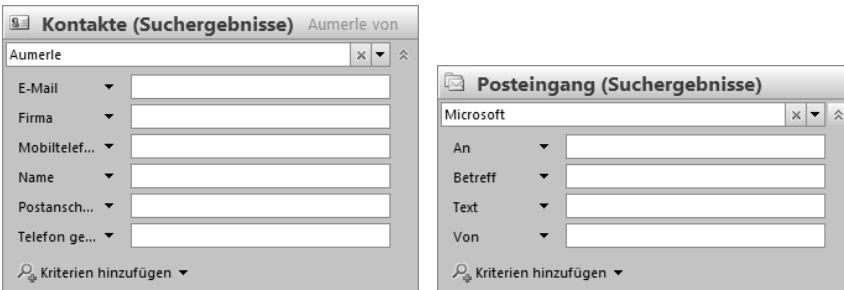 Kontakte (Suchergebnisse) Aumerle von
Aumerle
E-Mail
Firma
Mobiltelef...
Name
Postansch...
Telefon ge...
Kriterien hinzufügen
Posteingang (Suchergebnisse)
Microsoft
An
Betreff
Text
Von
Kriterien hinzufügen